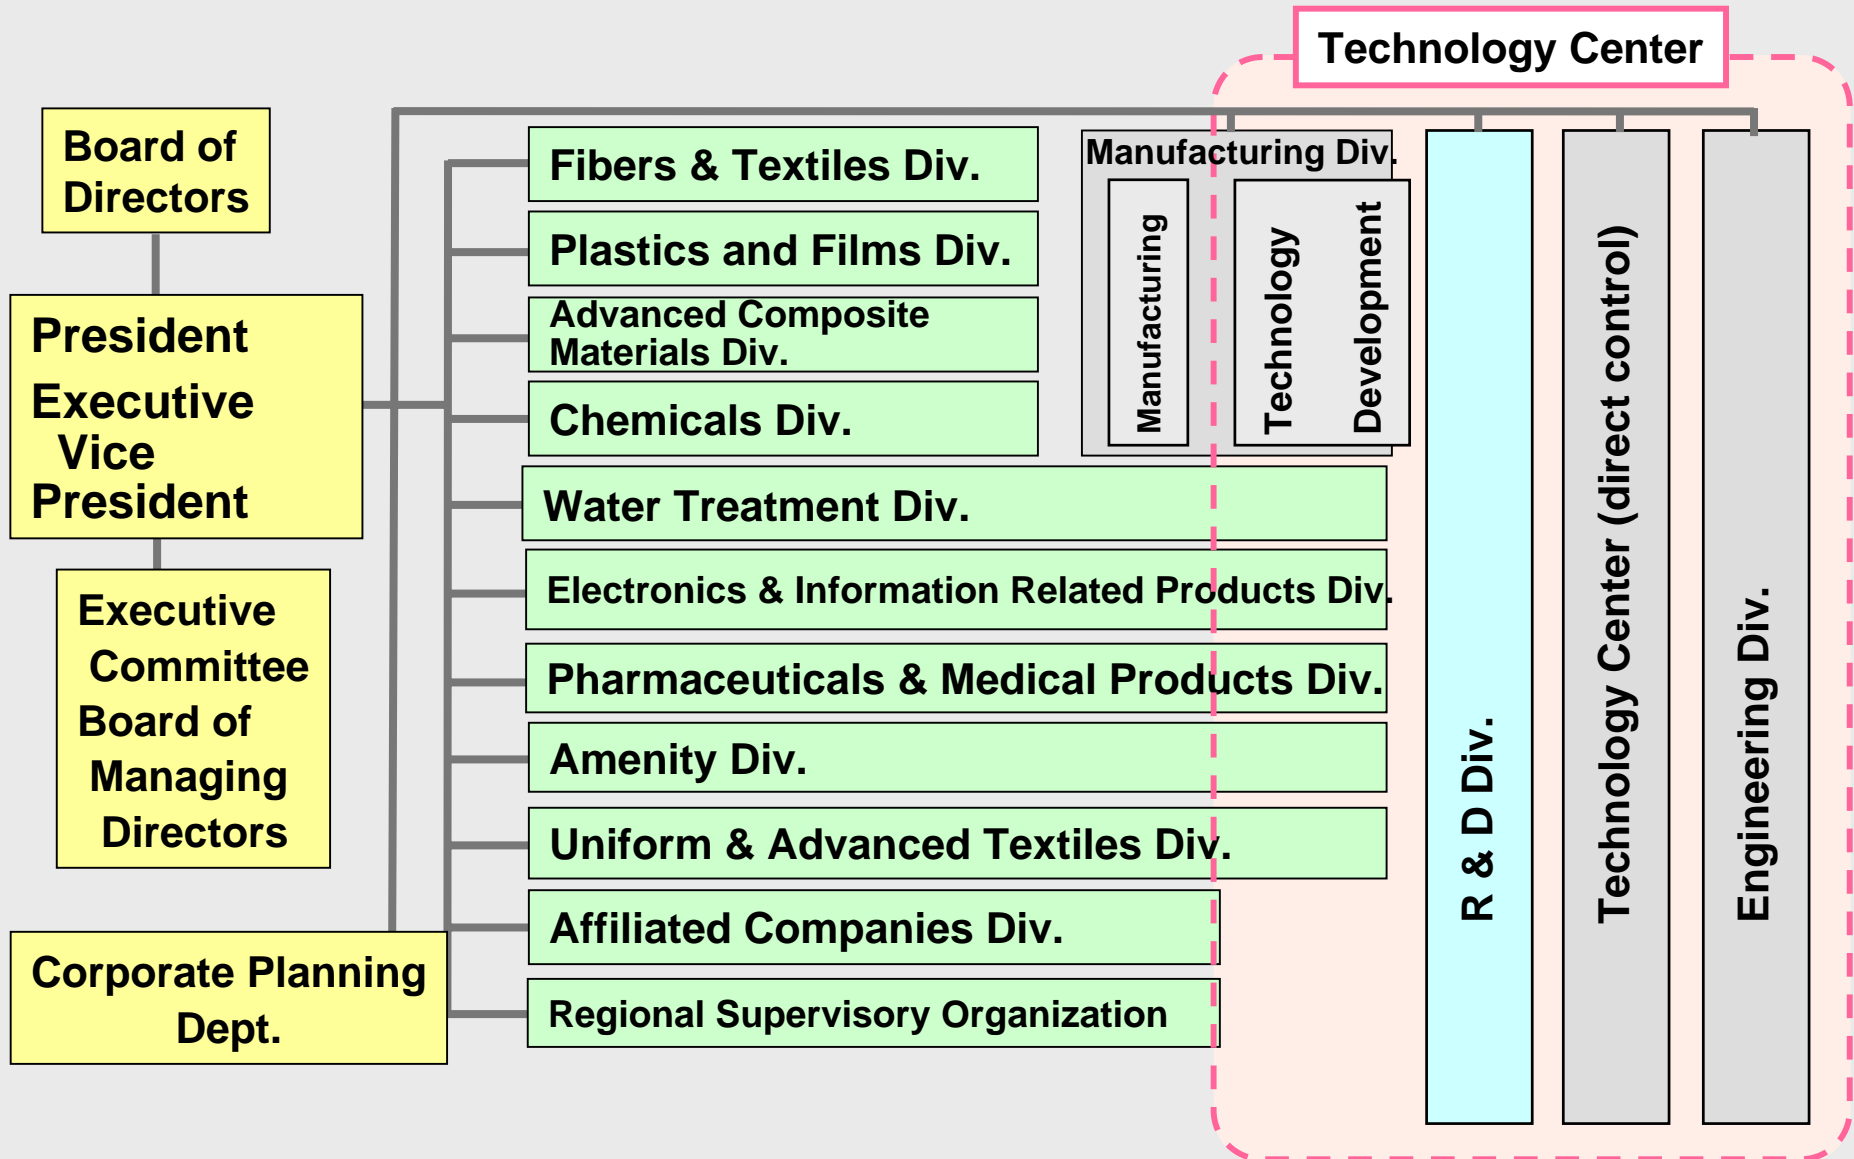 Technology Center
Board of
Directors
President
Executive
Vice
President
Executive
Committee
Board of
Managing
Directors
Corporate Planning
Dept.
Fibers & Textiles Div.
Plastics and Films Div.
Advanced Composite
Materials Div.
Chemicals Div.
Water Treatment Div.
Electronics & Information Related Products Div.
Pharmaceuticals & Medical Products Div.
Amenity Div.
Uniform & Advanced Textiles Div.
Affiliated Companies Div.
Regional Supervisory Organization
Manufacturing Div.
Manufacturing
Technology
Development
R & D Div.
Technology Center (direct control)
Engineering Div.